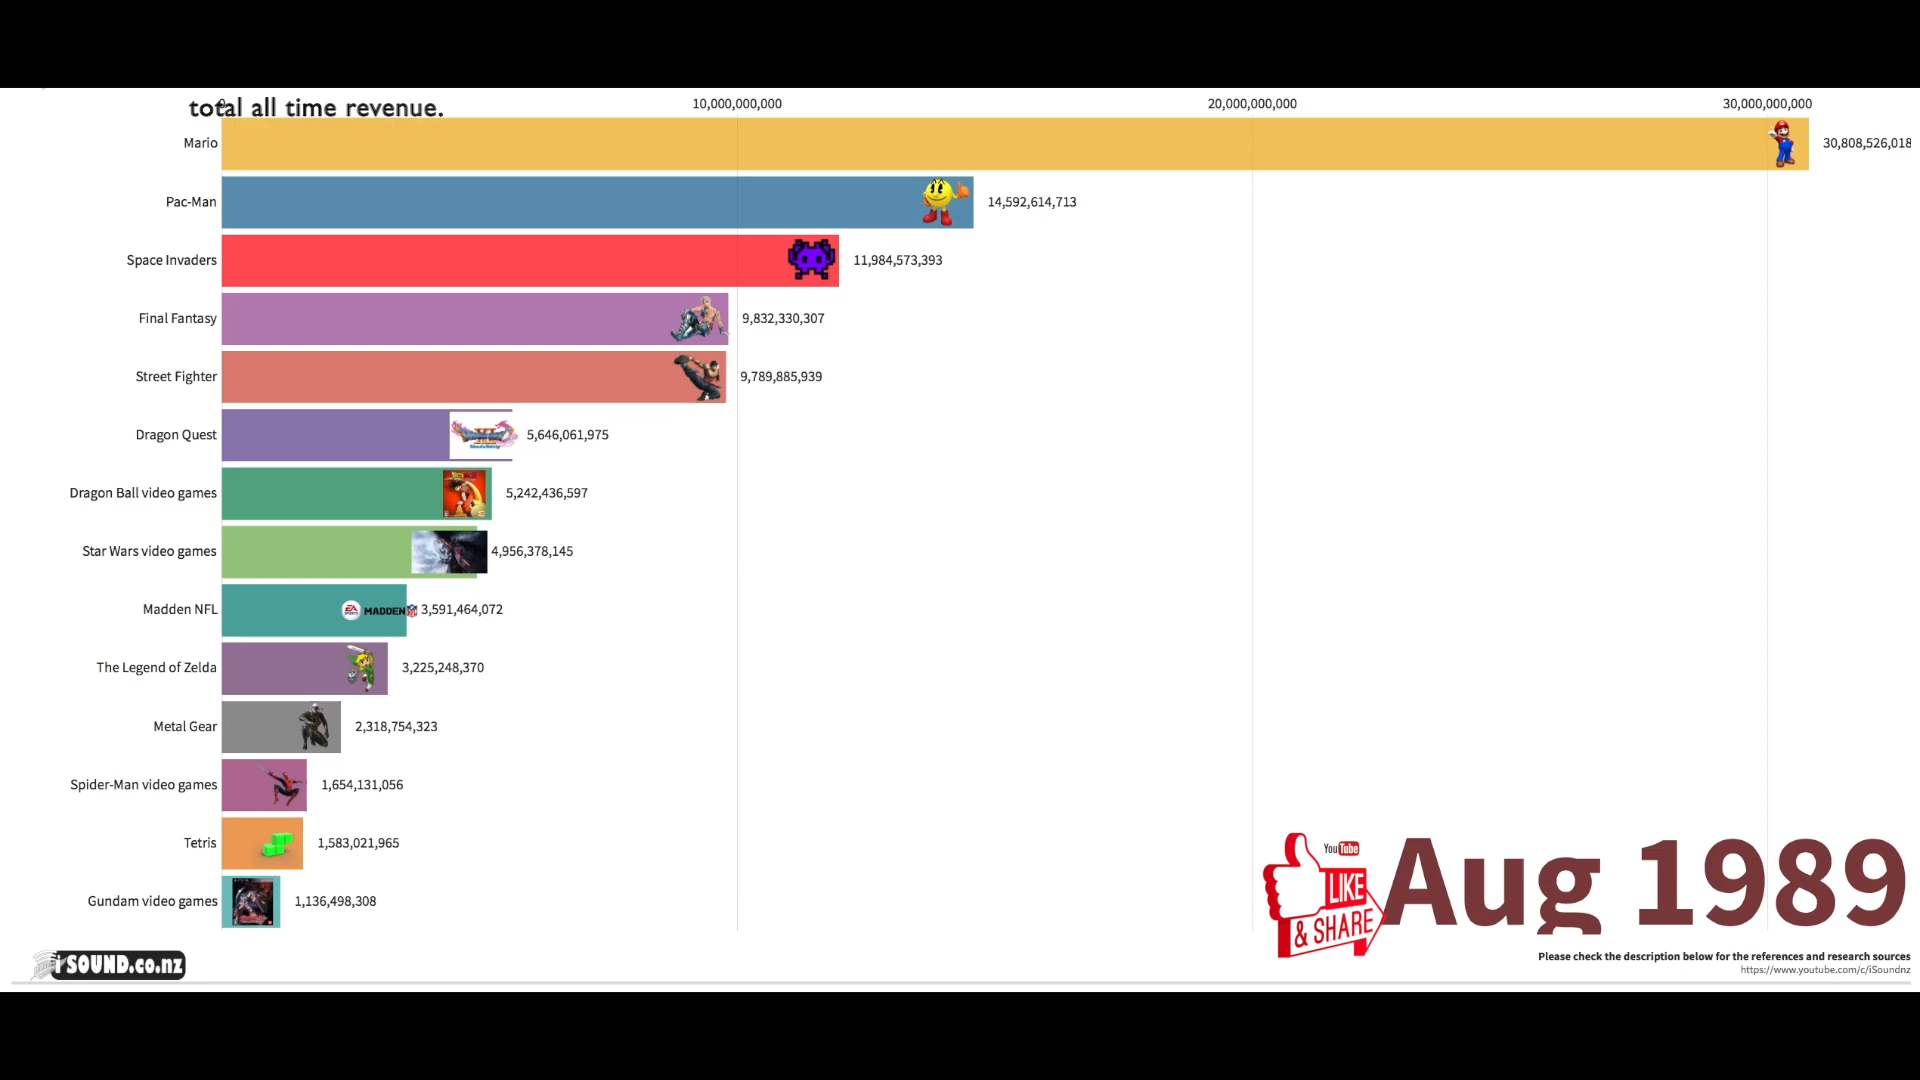 total all time revenue.
0 10,000,000,000 20,000,000,000 30,000,000,000
Mario 30,808,526,018
Pac-Man 14,592,614,713
Space Invaders 11,984,573,393
Final Fantasy 9,832,330,307
Street Fighter 9,789,885,939
Dragon Quest 5,646,061,975
Dragon Ball video games 5,242,436,597
Star Wars video games 4,956,378,145
EA SPORTS MADDEN NFL
Madden NFL 3,591,464,072
The Legend of Zelda 3,225,248,370
Metal Gear 2,318,754,323
Spider-Man video games 1,654,131,056
Tetris 1,583,021,965
Gundam video games 1,136,498,308
YouTube
LIKE
& SHARE
Aug 1989
iSOUND.co.nz
Please check the description below for the references and research sources
https://www.youtube.com/c/iSoundnz